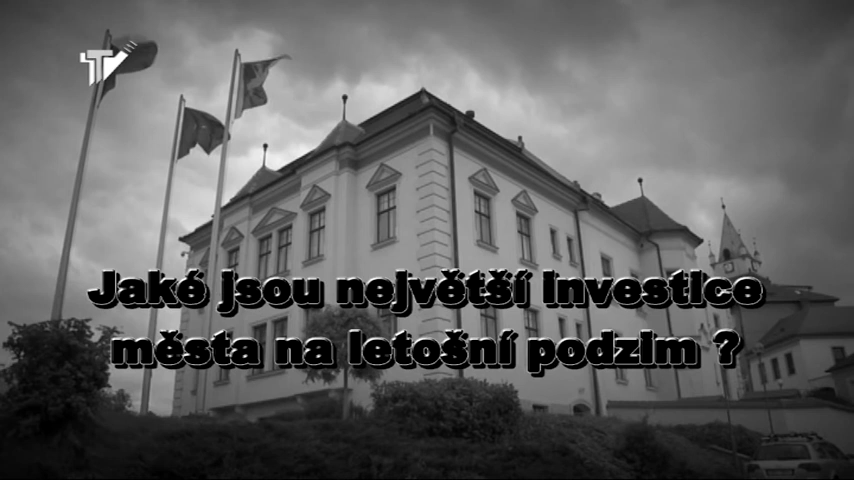 Jaké jsou největší investice
města na letošní podzim ?